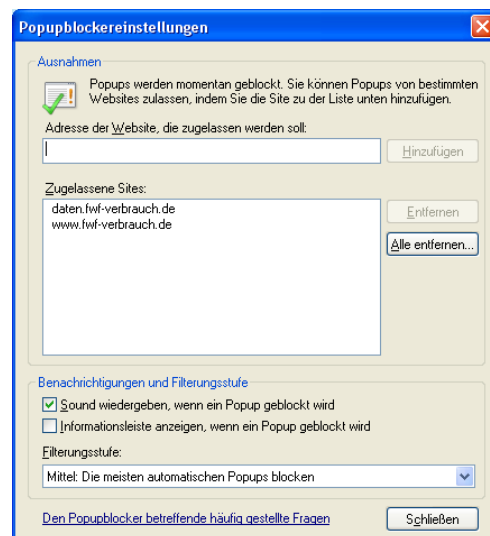 Popupblockereinstellungen
Ausnahmen
Popups werden momentan geblockt. Sie können Popups von bestimmten
Websites zulassen, indem Sie die Site zu der Liste unten hinzufügen.
Adresse der Website, die zugelassen werden soll:
Hinzufügen
Zugelassene Sites:
daten.fwf-verbrauch.de
www.fwf-verbrauch.de
Entfernen
Alle entfernen...
Benachrichtigungen und Filterungsstufe
Sound wiedergeben, wenn ein Popup geblockt wird
Informationsleiste anzeigen, wenn ein Popup geblockt wird
Filterungsstufe:
Mittel: Die meisten automatischen Popups blocken
Den Popupblocker betreffende häufig gestellte Fragen
Schließen